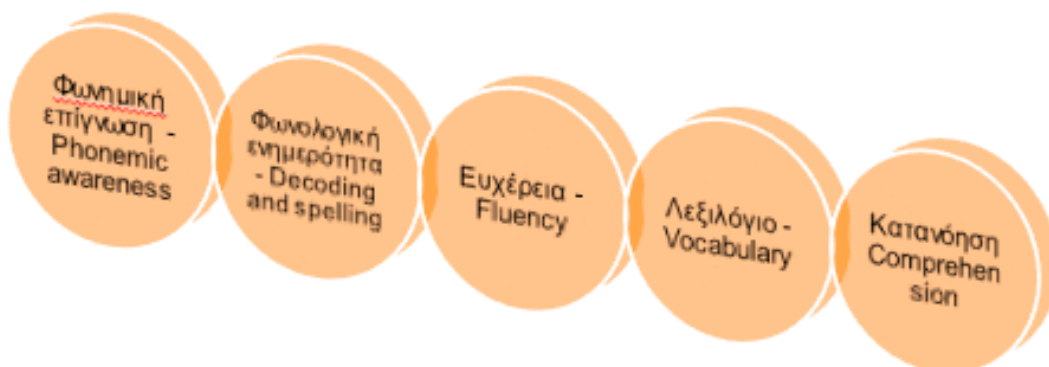 Φωνημική
επίγνωση -
Phonemic
awareness
Φωνολογική
ενημερότητα
- Decoding
and spelling
Ευχέρεια -
Fluency
Λεξιλόγιο -
Vocabulary
Κατανόηση
Comprehen
sion